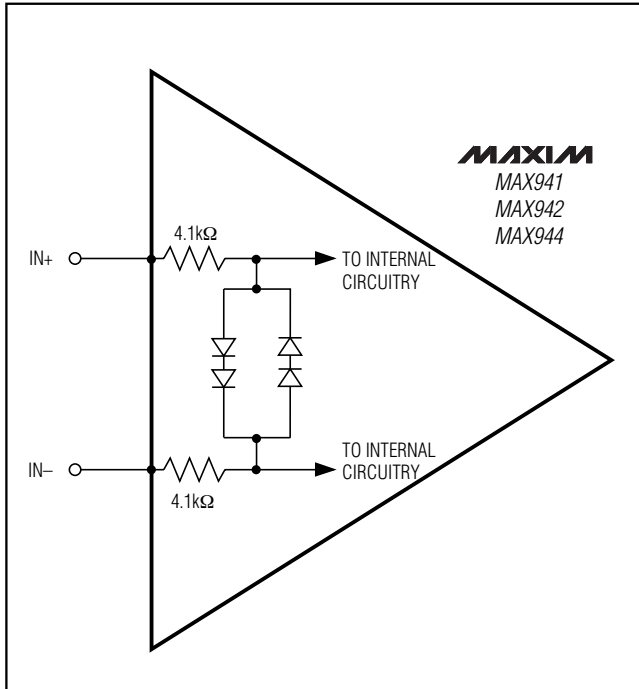 MAXIM
MAX941
MAX942
MAX944
4.1kΩ
IN+
TO INTERNAL
CIRCUITRY
IN–
TO INTERNAL
CIRCUITRY
4.1kΩ